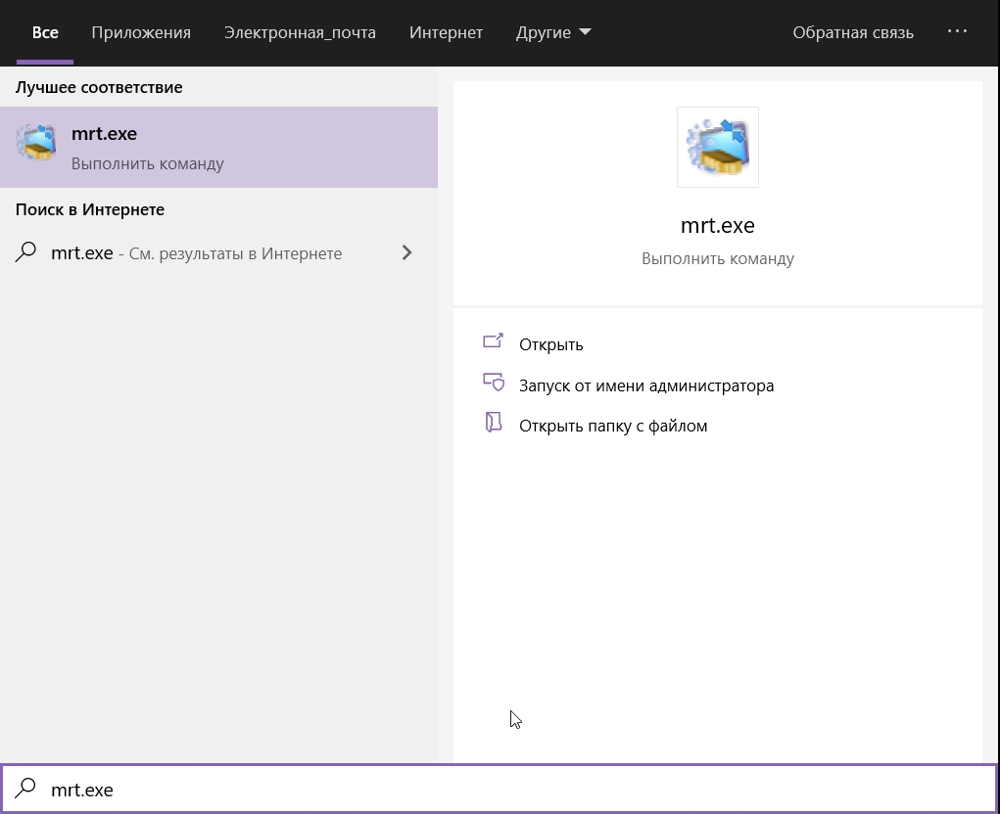 Все Приложения Электронная_почта Интернет Другие Обратная связь ···
Лучшее соответствие
mrt.exe
Выполнить команду
Поиск в Интернете
mrt.exe - См. результаты в Интернете
mrt.exe
Выполнить команду
Открыть
Запуск от имени администратора
Открыть папку с файлом
mrt.exe